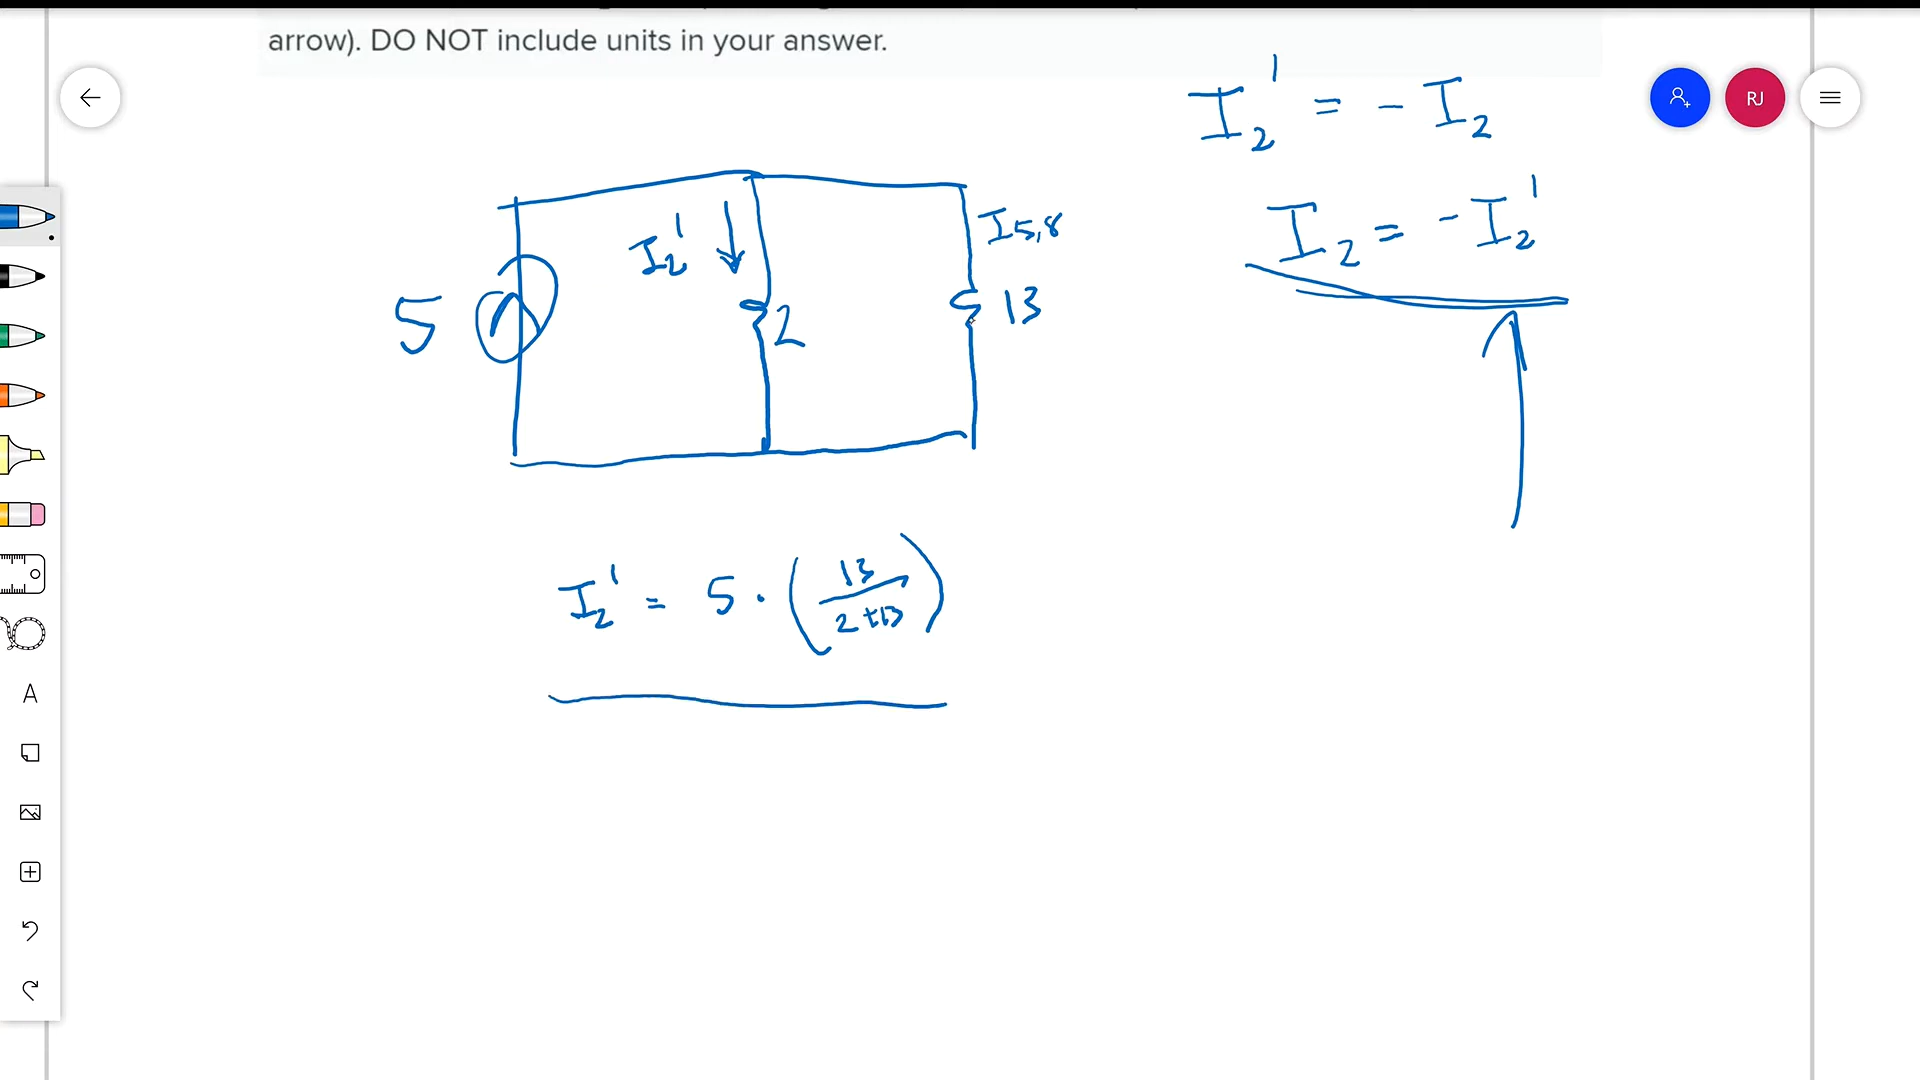 arrow). DO NOT include units in your answer.
I₂' = - I₂
RJ
I₂ = - I₂'
I₂'
I5,8
5
2
13
I₂' = 5 · (13/2+13)
A